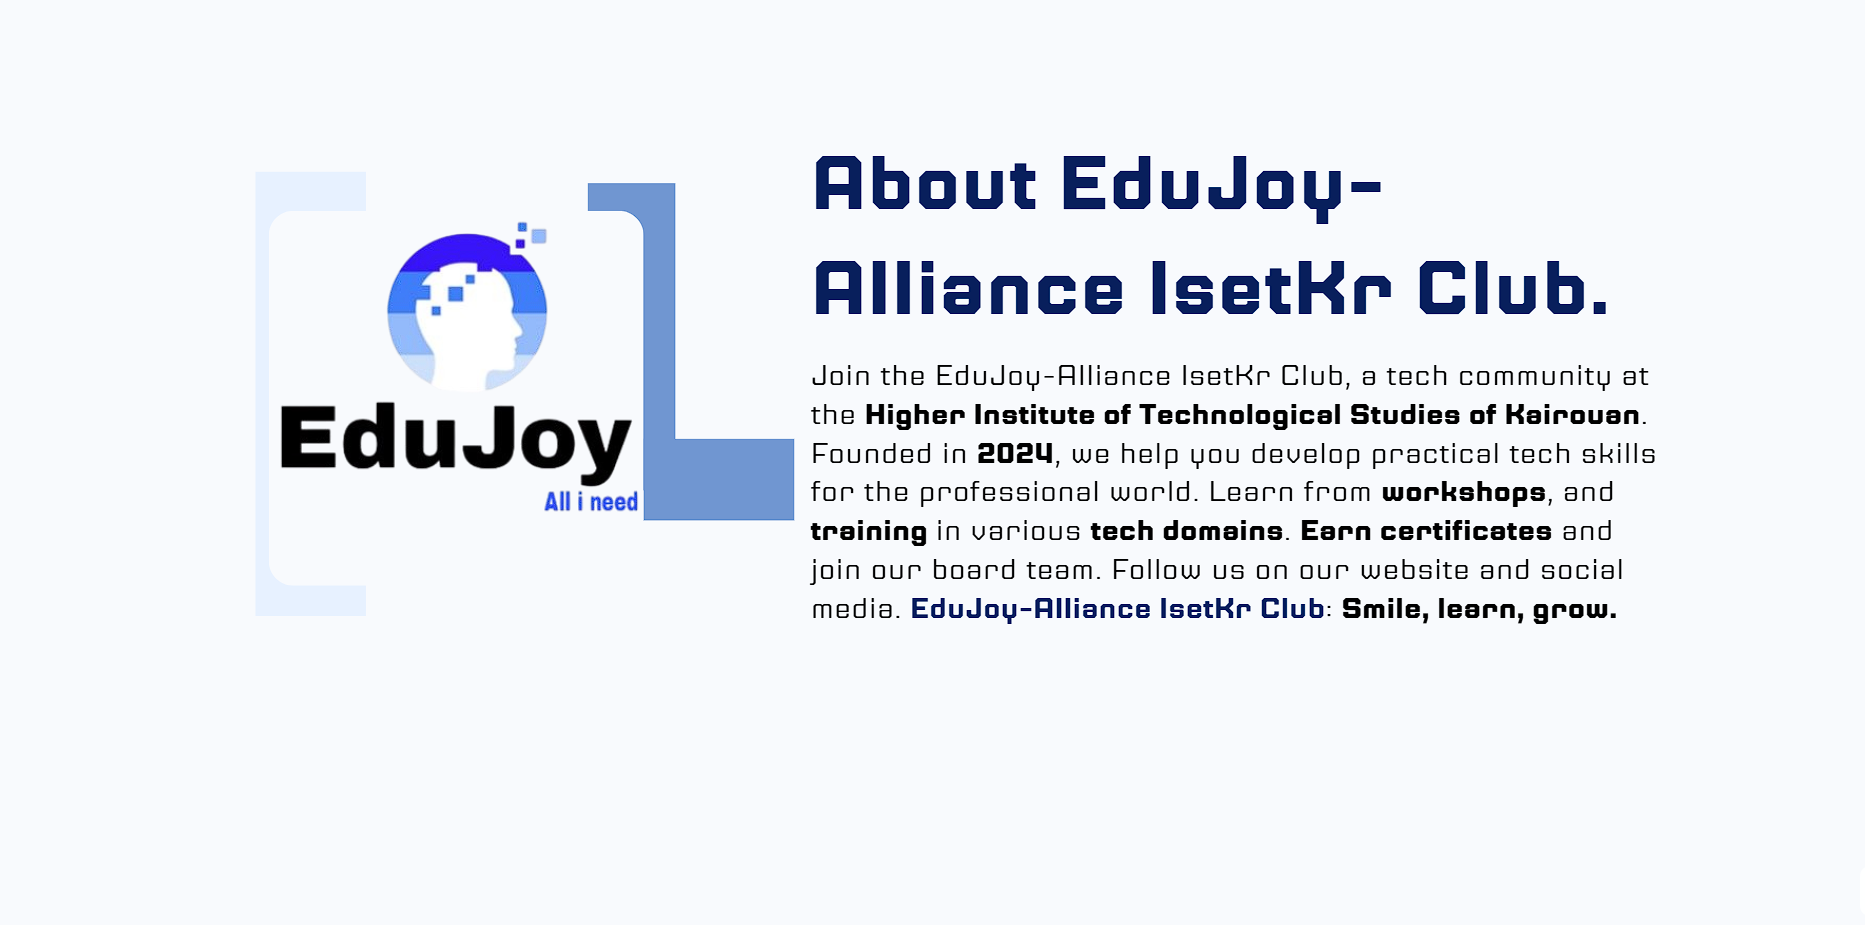 EduJoy
All i need
About EduJoy-
Alliance IsetKr Club.
Join the EduJoy-Alliance IsetKr Club, a tech community at
the Higher Institute of Technological Studies of Kairouan.
Founded in 2024, we help you develop practical tech skills
for the professional world. Learn from workshops, and
training in various tech domains. Earn certificates and
join our board team. Follow us on our website and social
media. EduJoy-Alliance IsetKr Club: Smile, learn, grow.